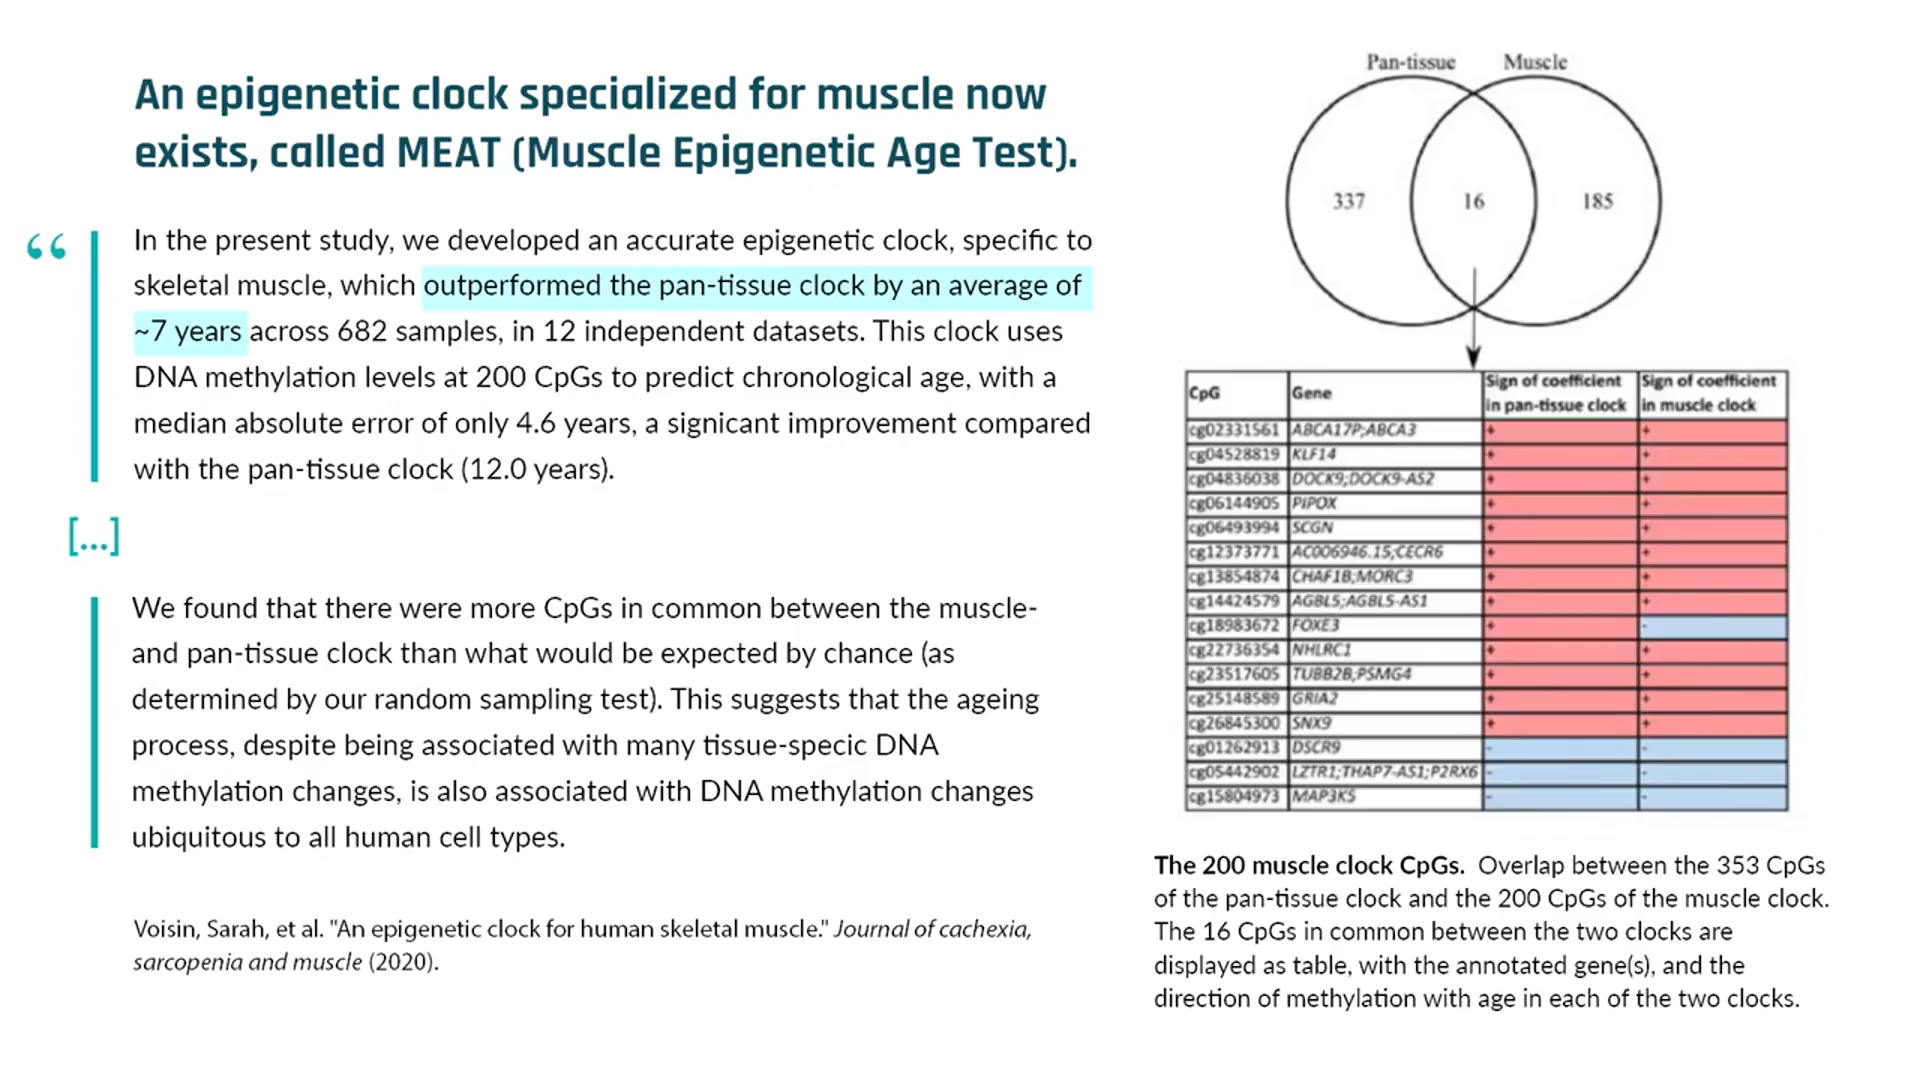 An epigenetic clock specialized for muscle now
exists, called MEAT (Muscle Epigenetic Age Test).
“
In the present study, we developed an accurate epigenetic clock, specific to
skeletal muscle, which outperformed the pan-tissue clock by an average of
~7 years across 682 samples, in 12 independent datasets. This clock uses
DNA methylation levels at 200 CpGs to predict chronological age, with a
median absolute error of only 4.6 years, a signicant improvement compared
with the pan-tissue clock (12.0 years).
[...]
We found that there were more CpGs in common between the muscle-
and pan-tissue clock than what would be expected by chance (as
determined by our random sampling test). This suggests that the ageing
process, despite being associated with many tissue-specic DNA
methylation changes, is also associated with DNA methylation changes
ubiquitous to all human cell types.
Voisin, Sarah, et al. "An epigenetic clock for human skeletal muscle." Journal of cachexia,
sarcopenia and muscle (2020).
Pan-tissue Muscle
337 16 185
CpG Gene Sign of coefficient in pan-tissue clock Sign of coefficient in muscle clock
cg02331561 ABCA17P;ABCA3 + +
cg04528819 KLF14 + +
cg04836038 DOCK9;DOCK9-AS2 + +
cg06144905 PIPOX + +
cg06493994 SCGN + +
cg12373771 AC006946.15;CECR6 + +
cg13854874 CHAF1B;MORC3 + +
cg14424579 AGBL5;AGBL5-AS1 + +
cg18983672 FOXE3 + -
cg22736354 NHLRC1 + +
cg23517605 TUBB2B;PSMG4 + +
cg25148589 GRIA2 + +
cg26845300 SNX9 + +
cg01262913 DSCR9 - -
cg05442902 LZTR1;THAP7-AS1;P2RX6 - -
cg15804973 MAP3K5 - -
The 200 muscle clock CpGs. Overlap between the 353 CpGs
of the pan-tissue clock and the 200 CpGs of the muscle clock.
The 16 CpGs in common between the two clocks are
displayed as table, with the annotated gene(s), and the
direction of methylation with age in each of the two clocks.